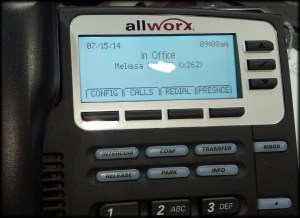 allworx
07/15/14 09:08am
In Office
Melissa (x262)
CONFIG CALLS REDIAL PRESNCE
INTERCOM CONF TRANSFER
RELEASE PARK INFO
1 2 ABC 3 DEF